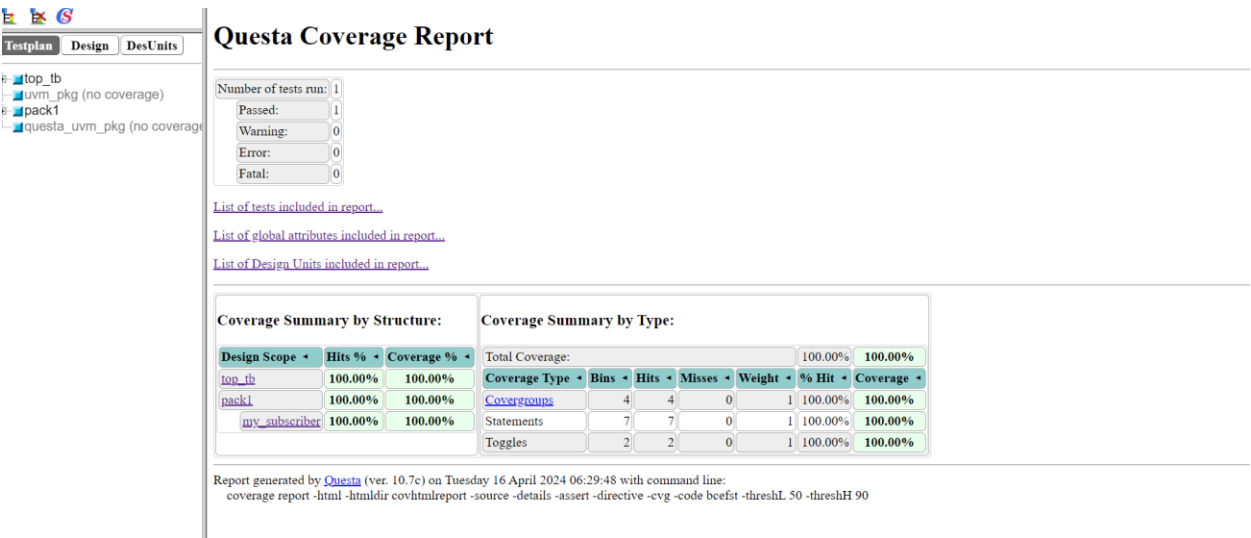 Testplan Design DesUnits
top_tb
uvm_pkg (no coverage)
pack1
questa_uvm_pkg (no coverage
Questa Coverage Report
Number of tests run: 1
Passed: 1
Warning: 0
Error: 0
Fatal: 0
List of tests included in report...
List of global attributes included in report...
List of Design Units included in report...
Coverage Summary by Structure:
Design Scope Hits % Coverage %
top_tb 100.00% 100.00%
pack1 100.00% 100.00%
my_subscriber 100.00% 100.00%
Coverage Summary by Type:
Total Coverage: 100.00% 100.00%
Coverage Type Bins Hits Misses Weight % Hit Coverage
Covergroups 4 4 0 1 100.00% 100.00%
Statements 7 7 0 1 100.00% 100.00%
Toggles 2 2 0 1 100.00% 100.00%
Report generated by Questa (ver. 10.7c) on Tuesday 16 April 2024 06:29:48 with command line:
coverage report -html -htmldir covhtmlreport -source -details -assert -directive -cvg -code bcefst -threshL 50 -threshH 90